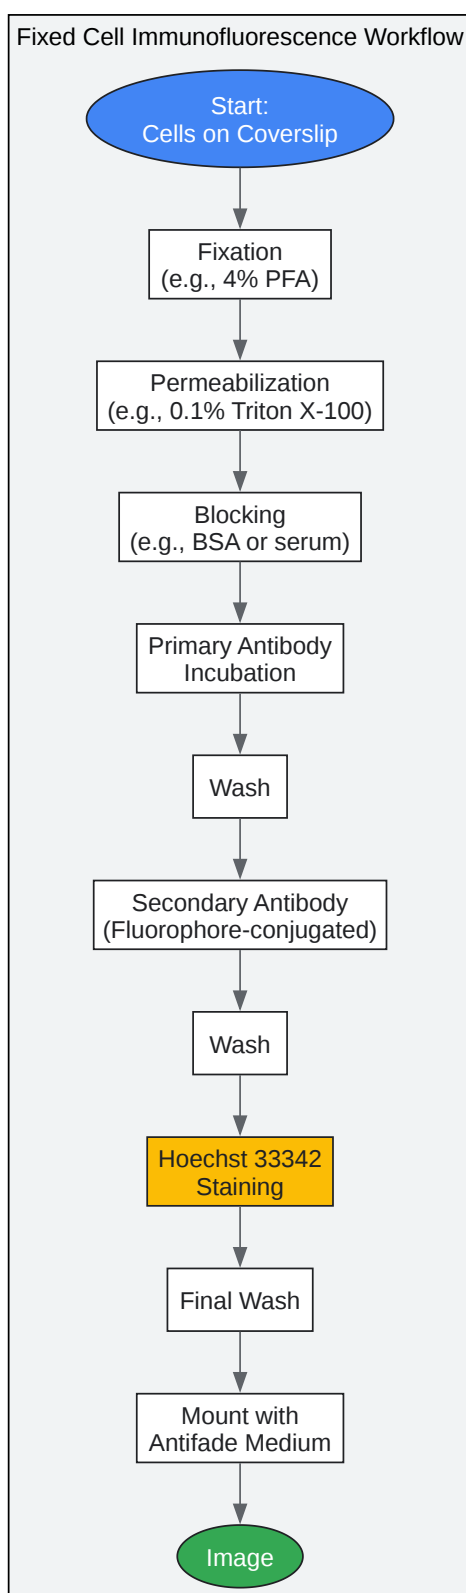 Fixed Cell Immunofluorescence Workflow
Start:
Cells on Coverslip
Fixation
(e.g., 4% PFA)
Permeabilization
(e.g., 0.1% Triton X-100)
Blocking
(e.g., BSA or serum)
Primary Antibody
Incubation
Wash
Secondary Antibody
(Fluorophore-conjugated)
Wash
Hoechst 33342
Staining
Final Wash
Mount with
Antifade Medium
Image